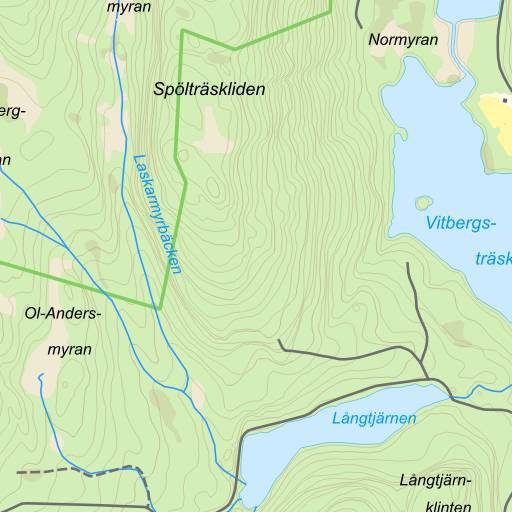 myran
Normyran
Spölträskliden
erg-
an
Laskarmyrbäcken
Vitbergs-
träsk
Ol-Anders-
myran
Långtjärnen
Långtjärn-
klinten